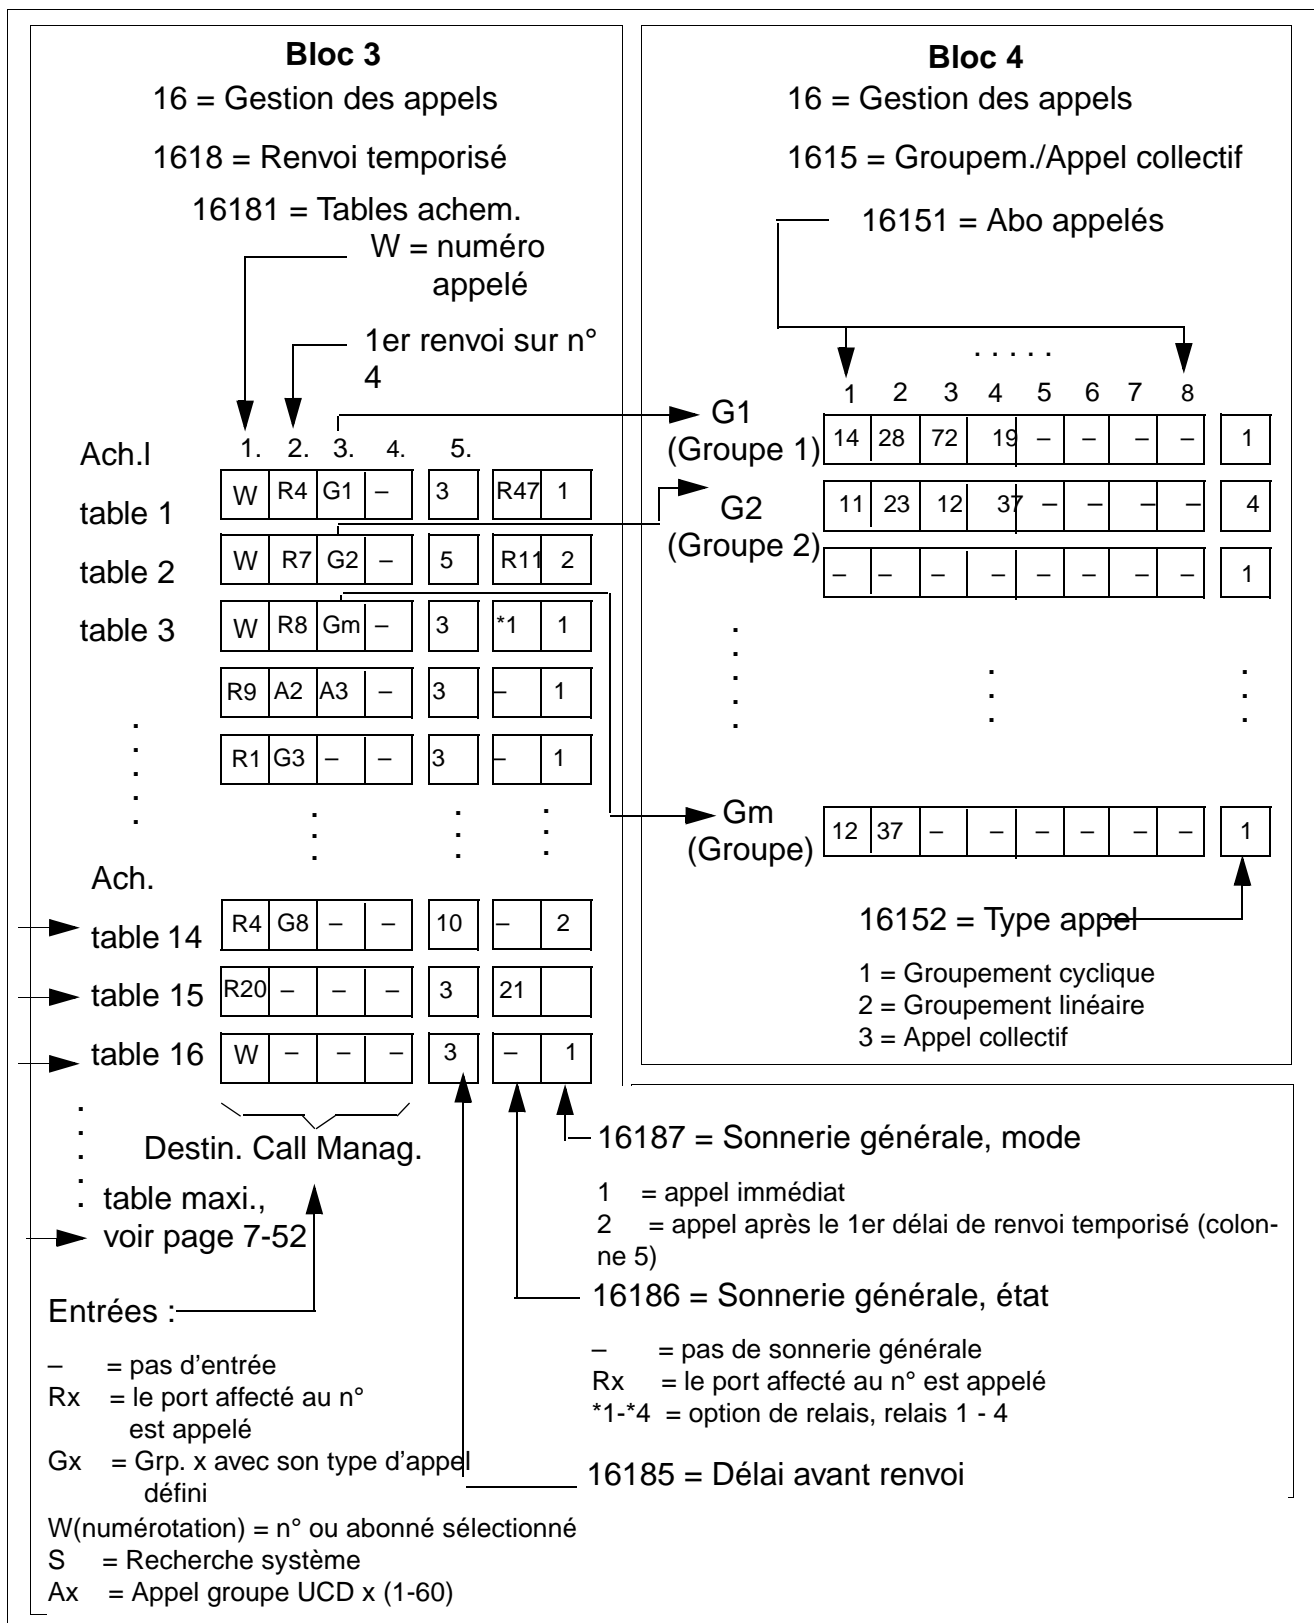 Bloc 3
16 = Gestion des appels
1618 = Renvoi temporisé
16181 = Tables achem.
W = numéro
appelé
1er renvoi sur n°
4
Ach.l
1. 2. 3. 4. 5.
table 1
W R4 G1 – 3 R47 1
table 2
W R7 G2 – 5 R11 2
table 3
W R8 Gm – 3 *1 1
R9 A2 A3 – 3 – 1
R1 G3 – – 3 – 1
Ach.
table 14
R4 G8 – – 10 – 2
table 15
R20 – – – 3 21
table 16
W – – – 3 – 1
Destin. Call Manag.
table maxi.,
voir page 7-52
Entrées :
– = pas d'entrée
Rx = le port affecté au n°
est appelé
Gx = Grp. x avec son type d'appel
défini
W(numérotation) = n° ou abonné sélectionné
S = Recherche système
Ax = Appel groupe UCD x (1-60)
Bloc 4
16 = Gestion des appels
1615 = Groupem./Appel collectif
16151 = Abo appelés
. . . . .
1 2 3 4 5 6 7 8
G1
(Groupe 1)
14 28 72 19 – – – – 1
G2
(Groupe 2)
11 23 12 37 – – – – 4
– – – – – – – – 1
Gm
(Groupe)
12 37 – – – – – – 1
16152 = Type appel
1 = Groupement cyclique
2 = Groupement linéaire
3 = Appel collectif
16187 = Sonnerie générale, mode
1 = appel immédiat
2 = appel après le 1er délai de renvoi temporisé (colon-
ne 5)
16186 = Sonnerie générale, état
– = pas de sonnerie générale
Rx = le port affecté au n° est appelé
*1-*4 = option de relais, relais 1 - 4
16185 = Délai avant renvoi